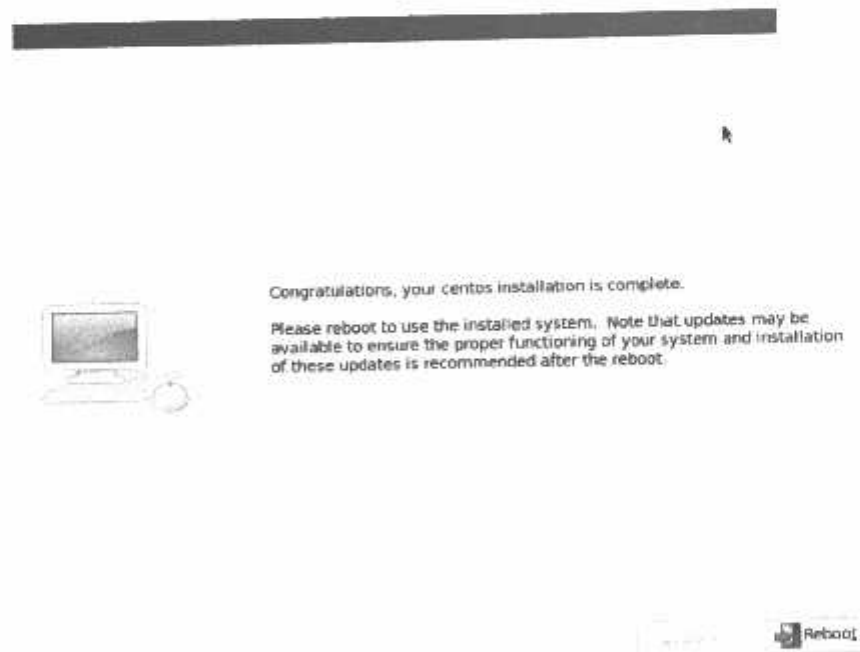 Congratulations, your centos installation is complete.
Please reboot to use the installed system. Note that updates may be
available to ensure the proper functioning of your system and installation
of these updates is recommended after the reboot
Reboot